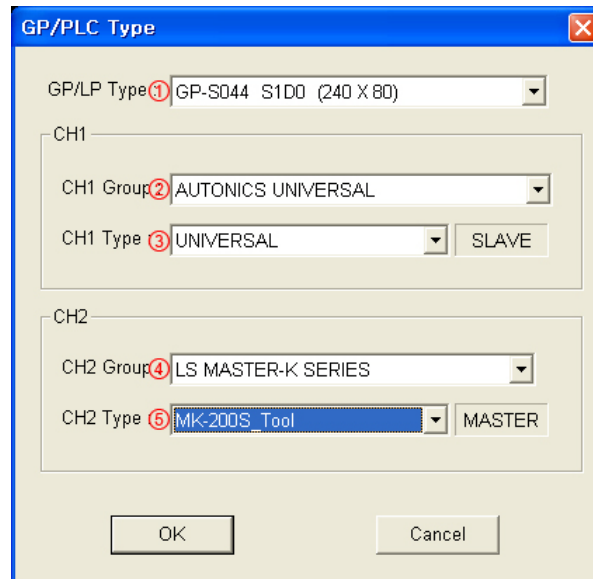 GP/PLC Type
GP/LP Type : ① GP-S044 S1D0 (240 X 80)
CH1
CH1 Group ② AUTONICS UNIVERSAL
CH1 Type : ③ UNIVERSAL SLAVE
CH2
CH2 Group ④ LS MASTER-K SERIES
CH2 Type : ⑤ MK-200S_Tool MASTER
OK Cancel